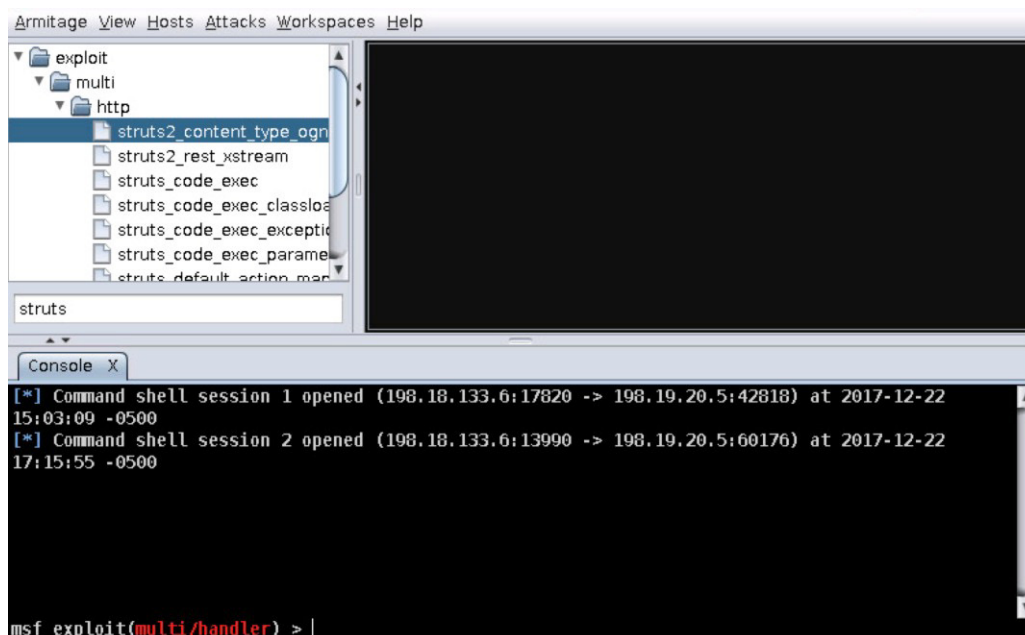 Armitage View Hosts Attacks Workspaces Help
exploit
multi
http
struts2_content_type_ogn
struts2_rest_xstream
struts_code_exec
struts_code_exec_classloa
struts_code_exec_exceptio
struts_code_exec_parame
struts_default_action_map
struts
Console X
[*] Command shell session 1 opened (198.18.133.6:17820 -> 198.19.20.5:42818) at 2017-12-22
15:03:09 -0500
[*] Command shell session 2 opened (198.18.133.6:13990 -> 198.19.20.5:60176) at 2017-12-22
17:15:55 -0500
msf exploit(multi/handler) >